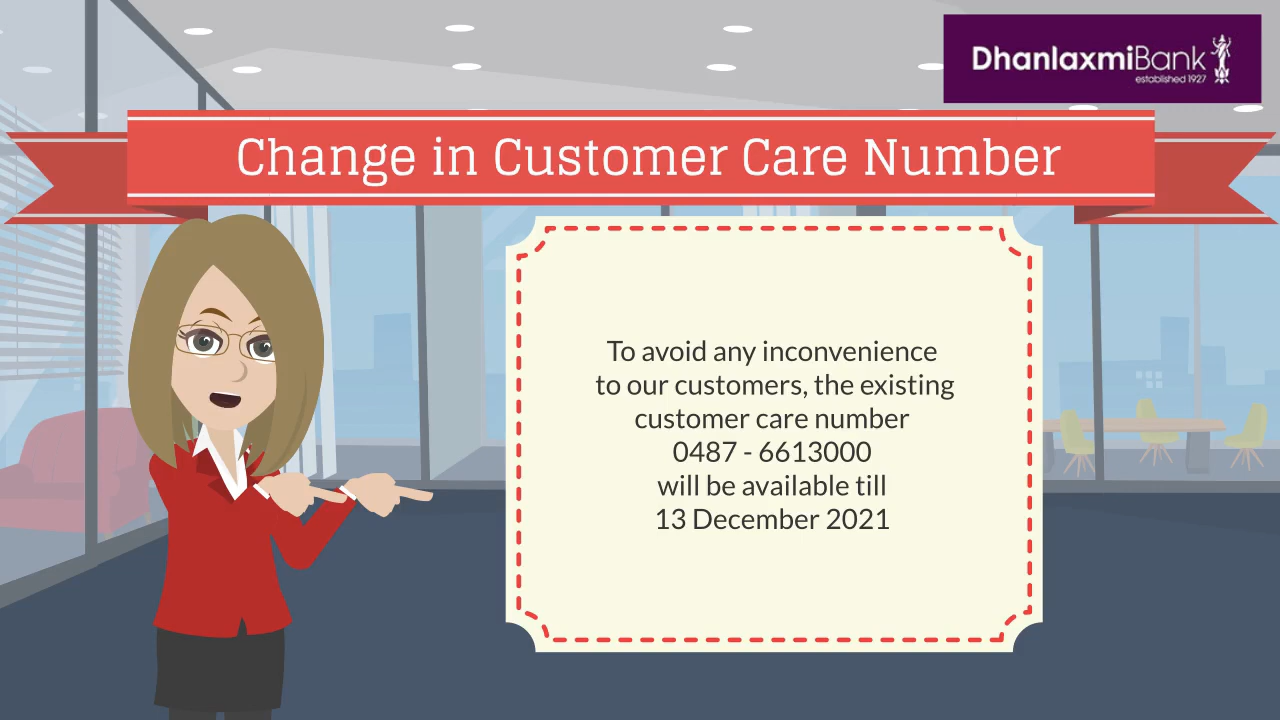 DhanlaxmiBank
established 1927
Change in Customer Care Number
To avoid any inconvenience
to our customers, the existing
customer care number
0487 - 6613000
will be available till
13 December 2021